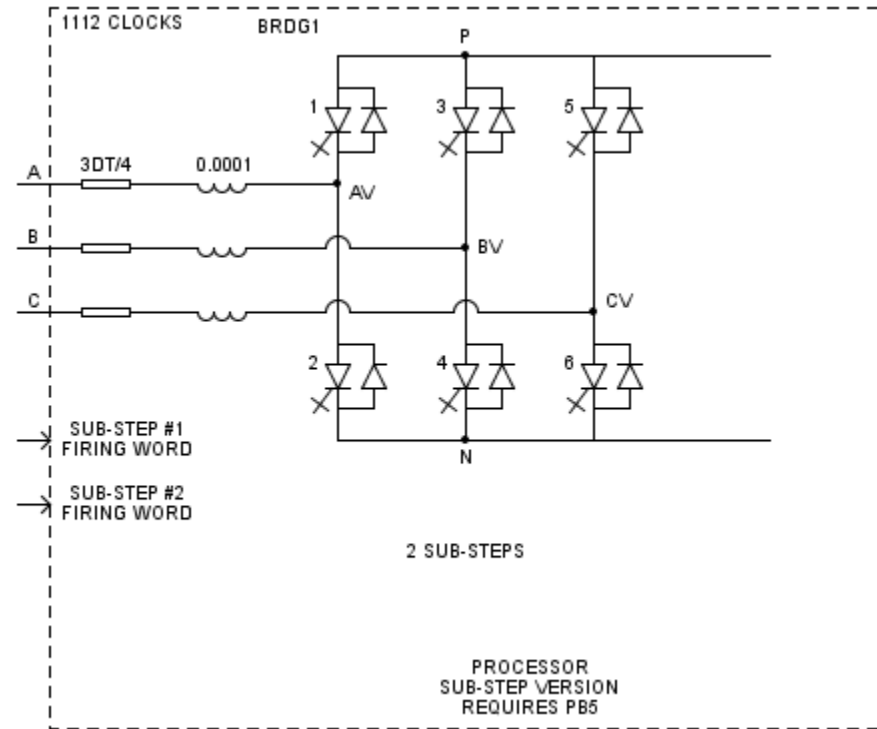 1112 CLOCKS
BRDG1
P
1
3
5
A
3DT/4
0.0001
AV
B
BV
C
CV
2
4
6
SUB-STEP #1
FIRING WORD
N
SUB-STEP #2
FIRING WORD
2 SUB-STEPS
PROCESSOR
SUB-STEP VERSION
REQUIRES PB5